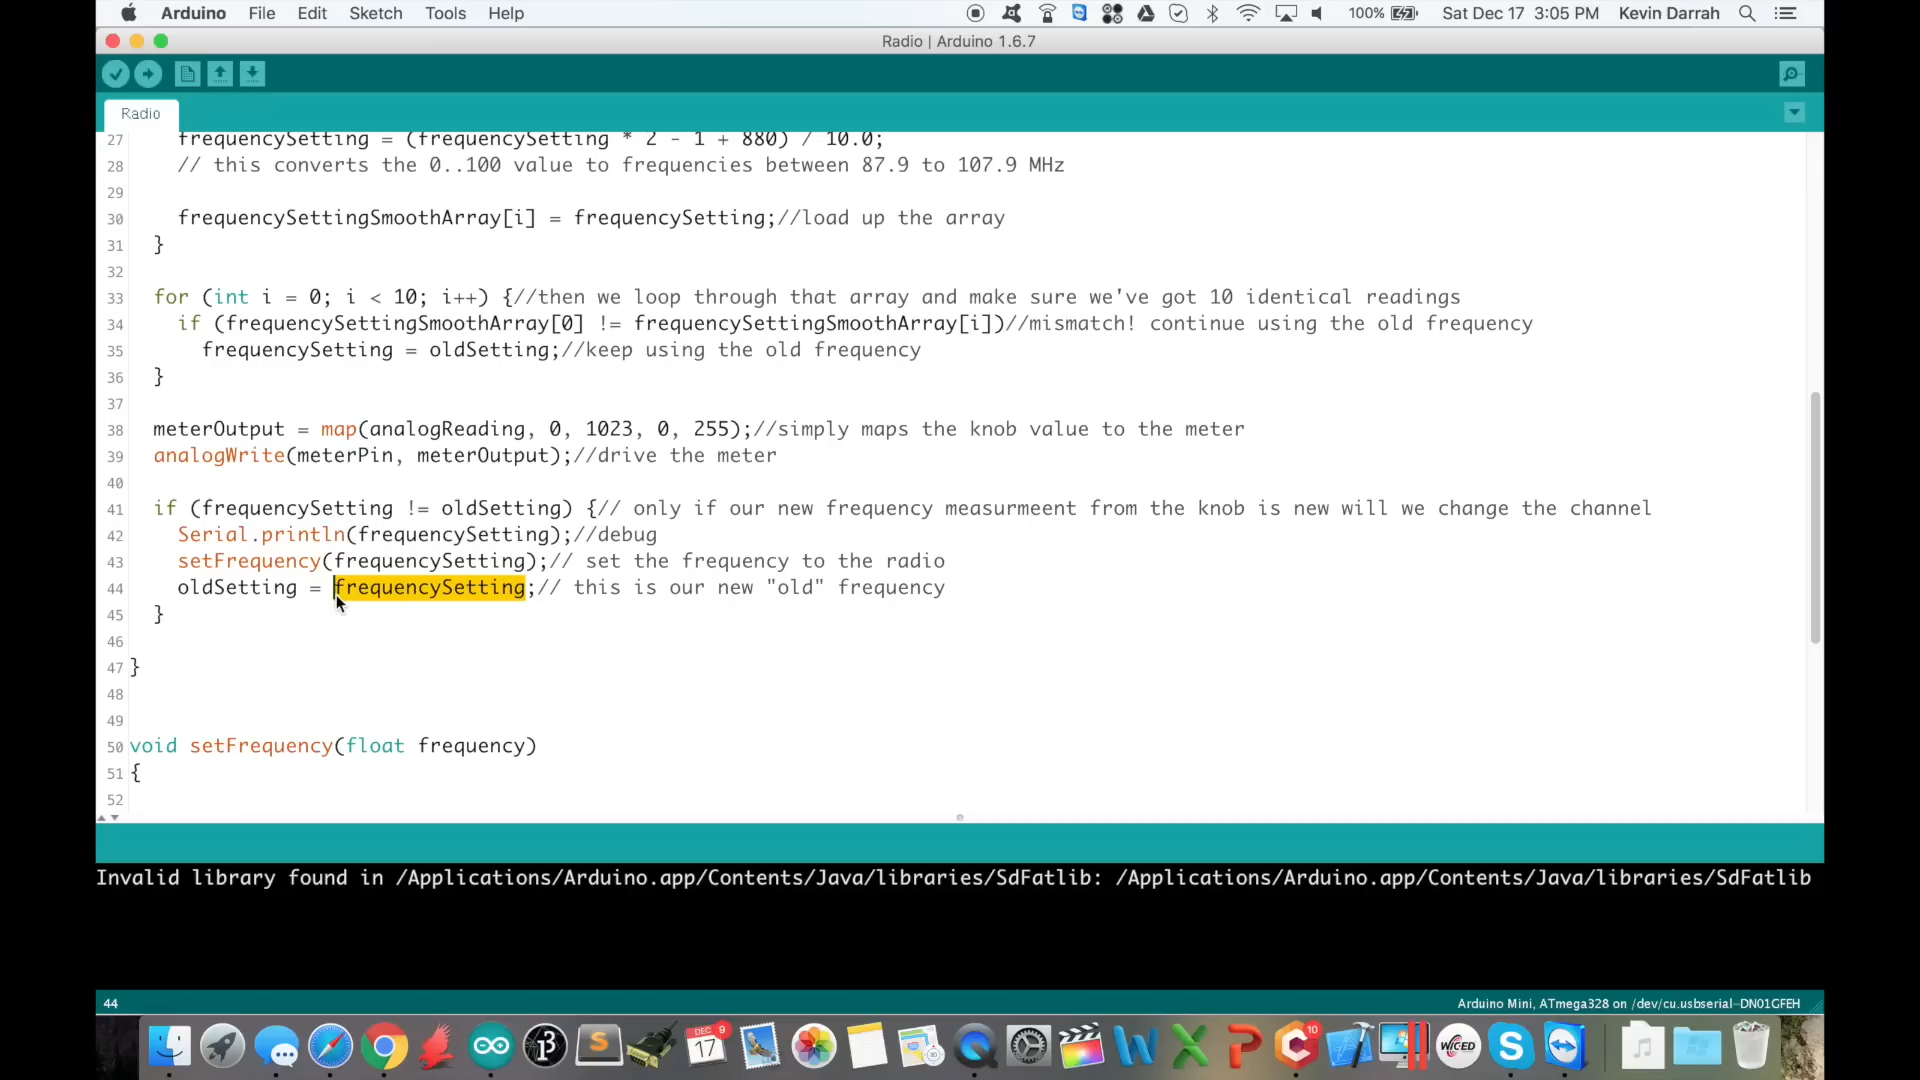 Arduino File Edit Sketch Tools Help 100% Sat Dec 17 3:05 PM Kevin Darrah
Radio | Arduino 1.6.7
Radio
27 frequencySetting = (frequencySetting * 2 - 1 + 880) / 10.0;
28 // this converts the 0..100 value to frequencies between 87.9 to 107.9 MHz
29
30 frequencySettingSmoothArray[i] = frequencySetting;//load up the array
31 }
32
33 for (int i = 0; i < 10; i++) {//then we loop through that array and make sure we've got 10 identical readings
34 if (frequencySettingSmoothArray[0] != frequencySettingSmoothArray[i])//mismatch! continue using the old frequency
35 frequencySetting = oldSetting;//keep using the old frequency
36 }
37
38 meterOutput = map(analogReading, 0, 1023, 0, 255);//simply maps the knob value to the meter
39 analogWrite(meterPin, meterOutput);//drive the meter
40
41 if (frequencySetting != oldSetting) {// only if our new frequency measurmeent from the knob is new will we change the channel
42 Serial.println(frequencySetting);//debug
43 setFrequency(frequencySetting);// set the frequency to the radio
44 oldSetting = frequencySetting;// this is our new "old" frequency
45 }
46
47 }
48
49
50 void setFrequency(float frequency)
51 {
52
Invalid library found in /Applications/Arduino.app/Contents/Java/libraries/SdFatlib: /Applications/Arduino.app/Contents/Java/libraries/SdFatlib
44 Arduino Mini, ATmega328 on /dev/cu.usbserial-DN01GFEH
DEC 9
17
10
WICED